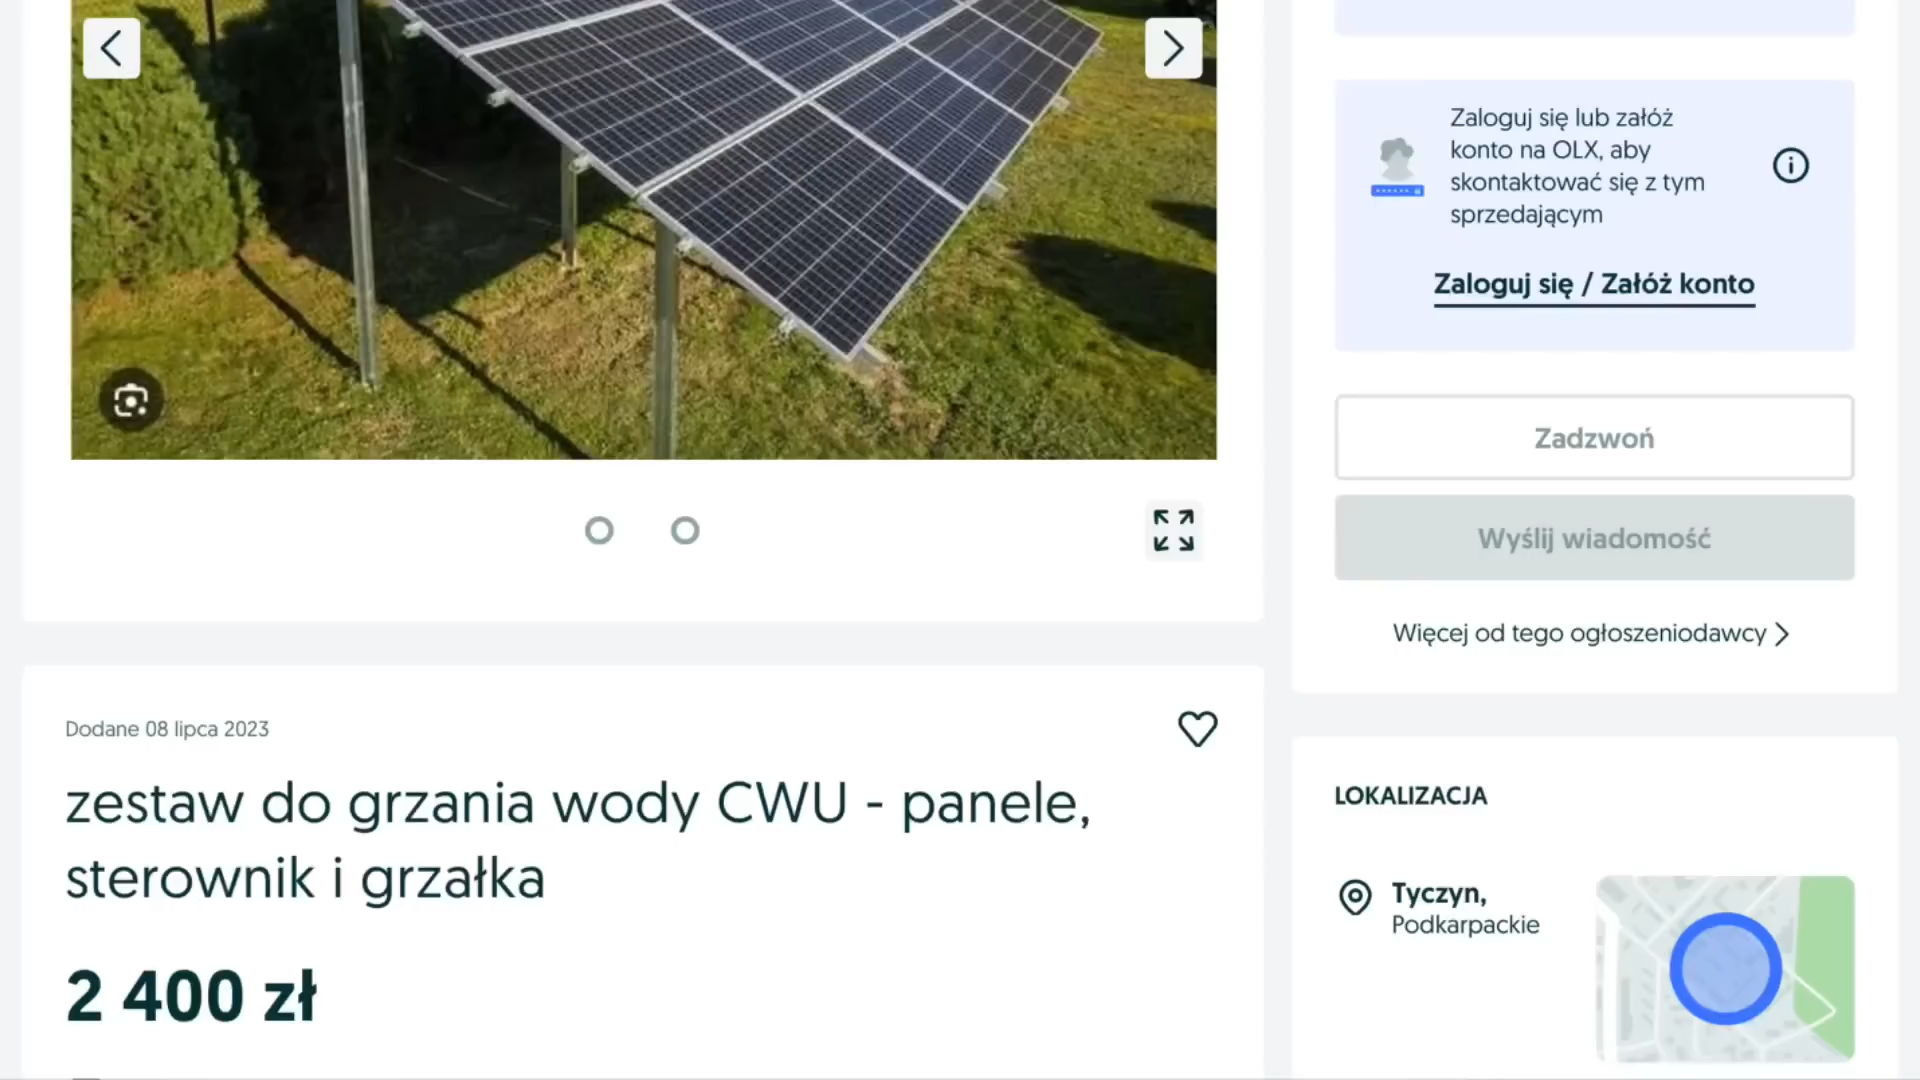 Zaloguj się lub załóż
konto na OLX, aby
skontaktować się z tym
sprzedającym
Zaloguj się / Załóż konto
Zadzwoń
Wyślij wiadomość
Więcej od tego ogłoszeniodawcy
Dodane 08 lipca 2023
zestaw do grzania wody CWU - panele,
sterownik i grzałka
2 400 zł
LOKALIZACJA
Tyczyn,
Podkarpackie